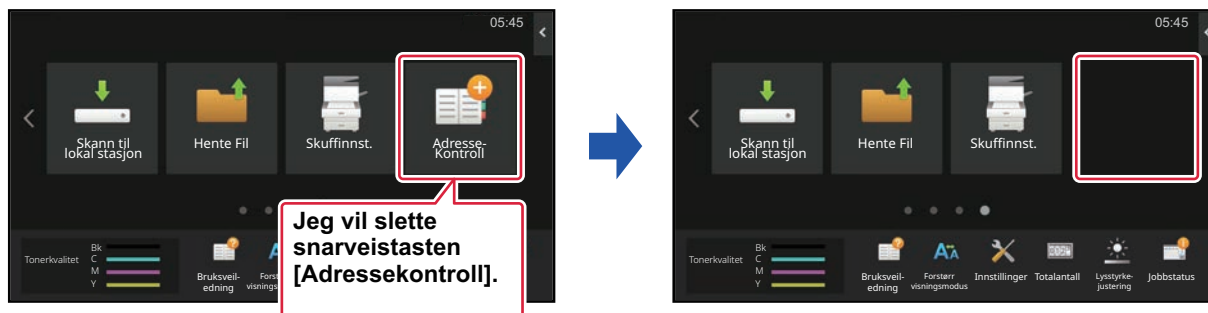 05:45
Skann til
lokal stasjon
Hente Fil
Skuffinnst.
Adresse-
Kontroll
Jeg vil slette
snarveistasten
[Adressekontroll].
Tonerkvalitet
Bk
C
M
Y
Bruksveil-
edning
Forst
visnings
05:45
Skann til
lokal stasjon
Hente Fil
Skuffinnst.
Tonerkvalitet
Bk
C
M
Y
Bruksveil-
edning
Forstørr
visningsmodus
Innstillinger
Totalantall
Lysstyrke-
justering
Jobbstatus